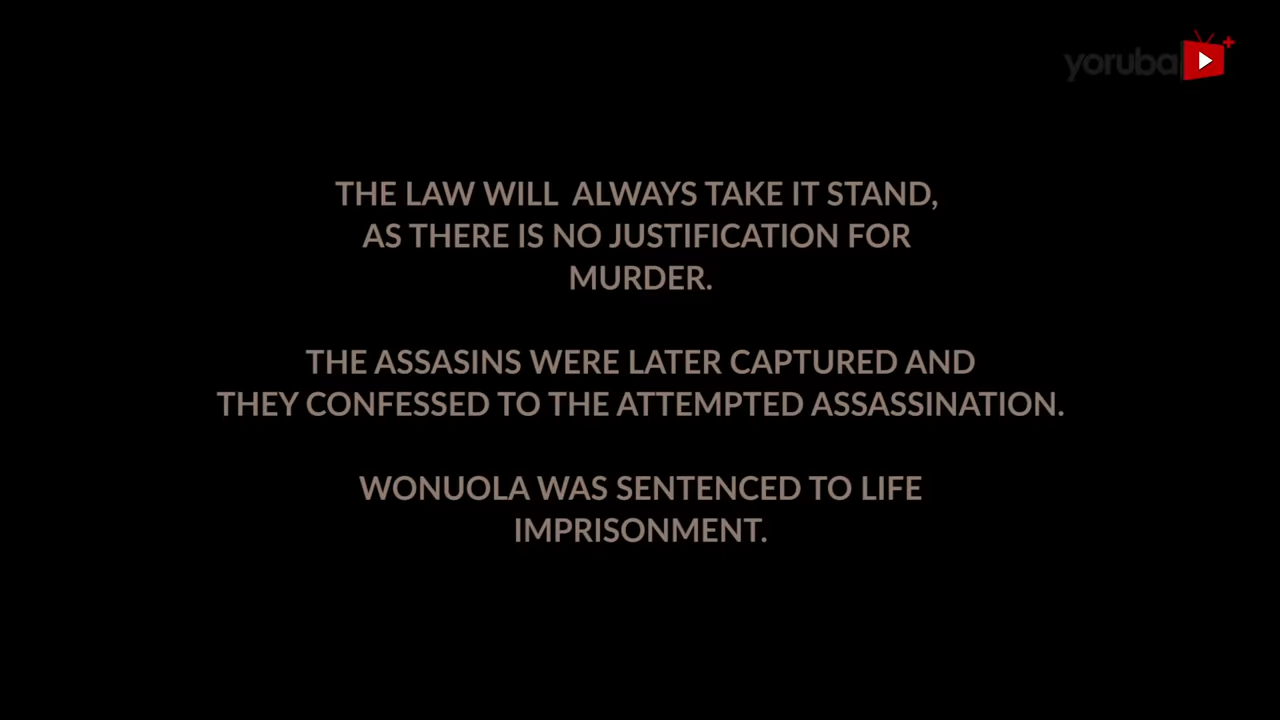 yoruba
THE LAW WILL  ALWAYS TAKE IT STAND,
AS THERE IS NO JUSTIFICATION FOR
MURDER.
THE ASSASINS WERE LATER CAPTURED AND
THEY CONFESSED TO THE ATTEMPTED ASSASSINATION.
WONUOLA WAS SENTENCED TO LIFE
IMPRISONMENT.